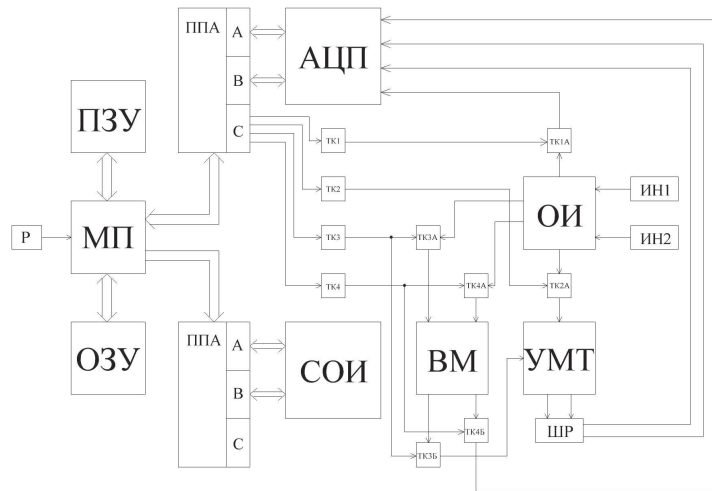 ППА
А
В
С
АЦП
ПЗУ
ТК1
ТК1А
ТК2
ОИ
ИН1
ИН2
Р
МП
ТК3
ТК3А
ТК4
ТК4А
ТК2А
ОЗУ
ППА
А
В
С
СОИ
ВМ
УМТ
ТК4Б
ШР
ТК3Б